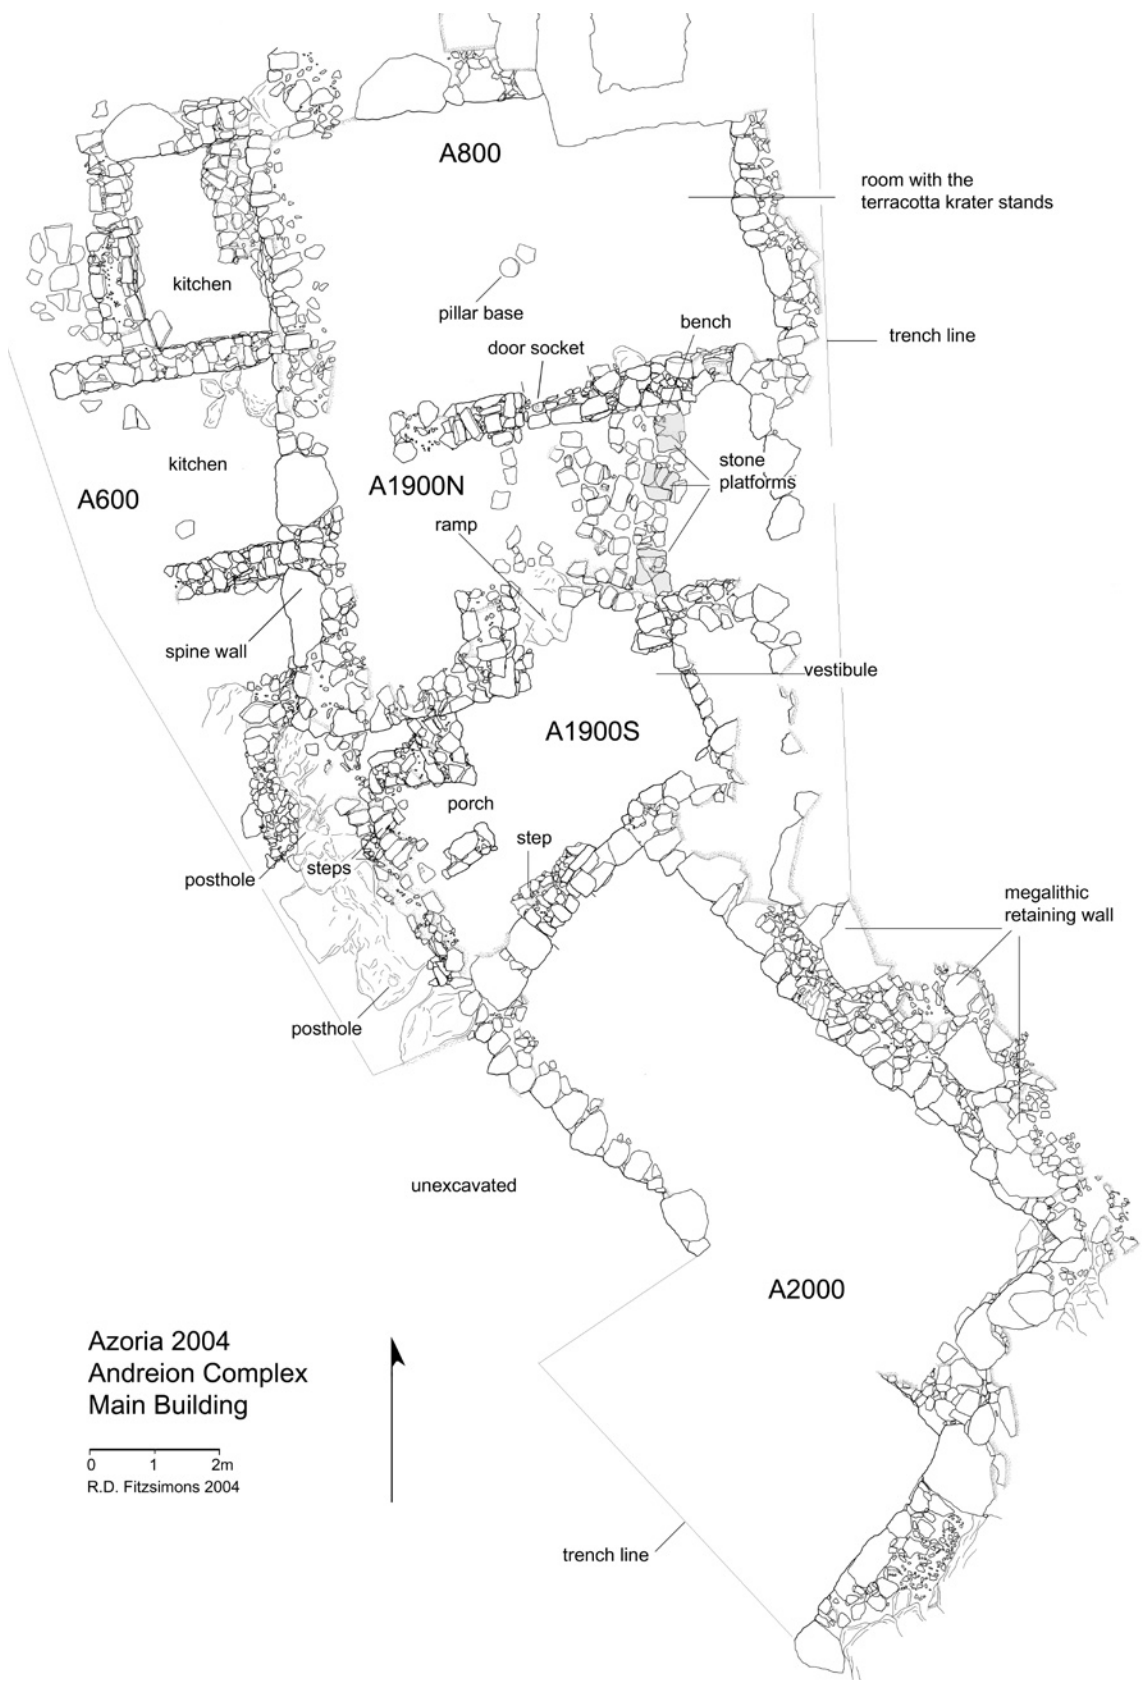 A800
room with the
terracotta krater stands
kitchen
pillar base
bench
trench line
door socket
kitchen
stone
platforms
A600
A1900N
ramp
spine wall
vestibule
A1900S
porch
step
steps
posthole
megalithic
retaining wall
posthole
unexcavated
A2000
Azoria 2004
Andreion Complex
Main Building
0 1 2m
R.D. Fitzsimons 2004
trench line